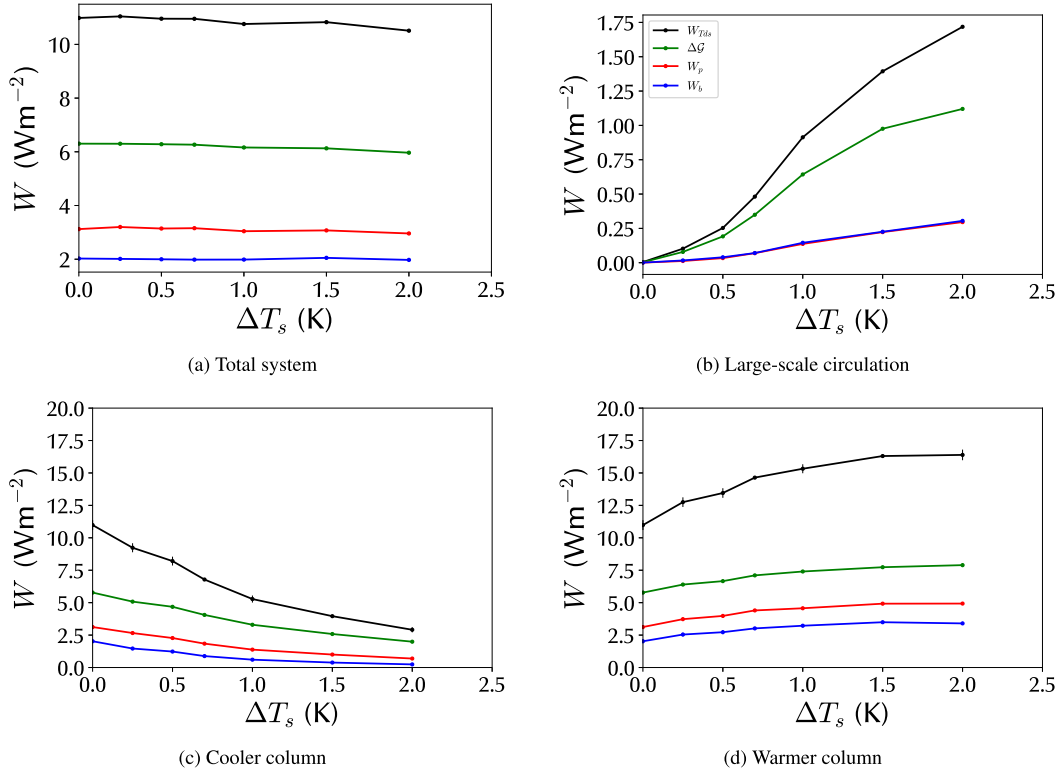 10
8
6
4
2
W (Wm⁻²)
0.0 0.5 1.0 1.5 2.0 2.5
ΔTₛ (K)
(a) Total system
1.75
1.50
1.25
1.00
0.75
0.50
0.25
0.00
W (Wm⁻²)
W_{Tds}
Δ𝒢
W_p
W_b
0.0 0.5 1.0 1.5 2.0 2.5
ΔTₛ (K)
(b) Large-scale circulation
20.0
17.5
15.0
12.5
10.0
7.5
5.0
2.5
0.0
W (Wm⁻²)
0.0 0.5 1.0 1.5 2.0 2.5
ΔTₛ (K)
(c) Cooler column
20.0
17.5
15.0
12.5
10.0
7.5
5.0
2.5
0.0
W (Wm⁻²)
0.0 0.5 1.0 1.5 2.0 2.5
ΔTₛ (K)
(d) Warmer column